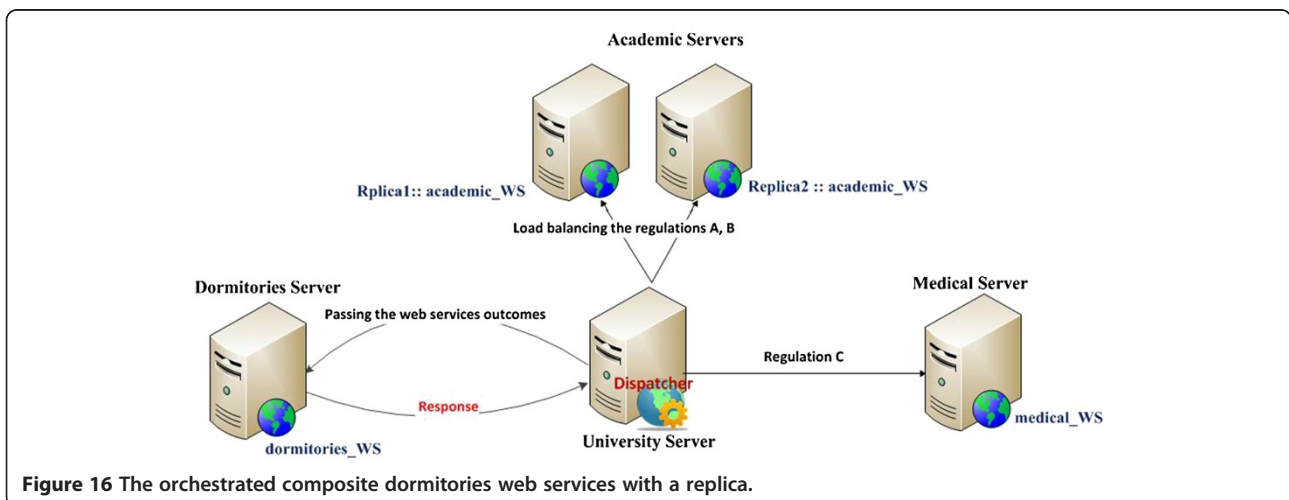 Academic Servers
Rplica1:: academic_WS
Replica2 :: academic_WS
Load balancing the regulations A, B
Dormitories Server
Medical Server
Passing the web services outcomes
Regulation C
Dispatcher
Response
medical_WS
University Server
dormitories_WS
Figure 16 The orchestrated composite dormitories web services with a replica.